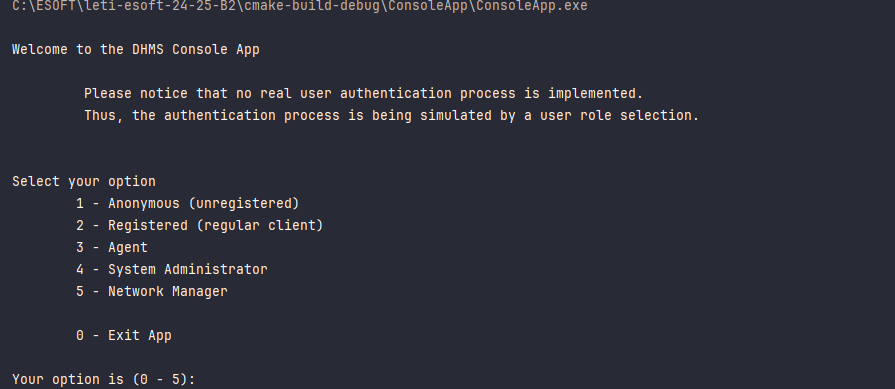 C:\ESOFT\leti-esoft-24-25-B2\cmake-build-debug\ConsoleApp\ConsoleApp.exe
Welcome to the DHMS Console App
Please notice that no real user authentication process is implemented.
Thus, the authentication process is being simulated by a user role selection.
Select your option
1 - Anonymous (unregistered)
2 - Registered (regular client)
3 - Agent
4 - System Administrator
5 - Network Manager
0 - Exit App
Your option is (0 - 5):